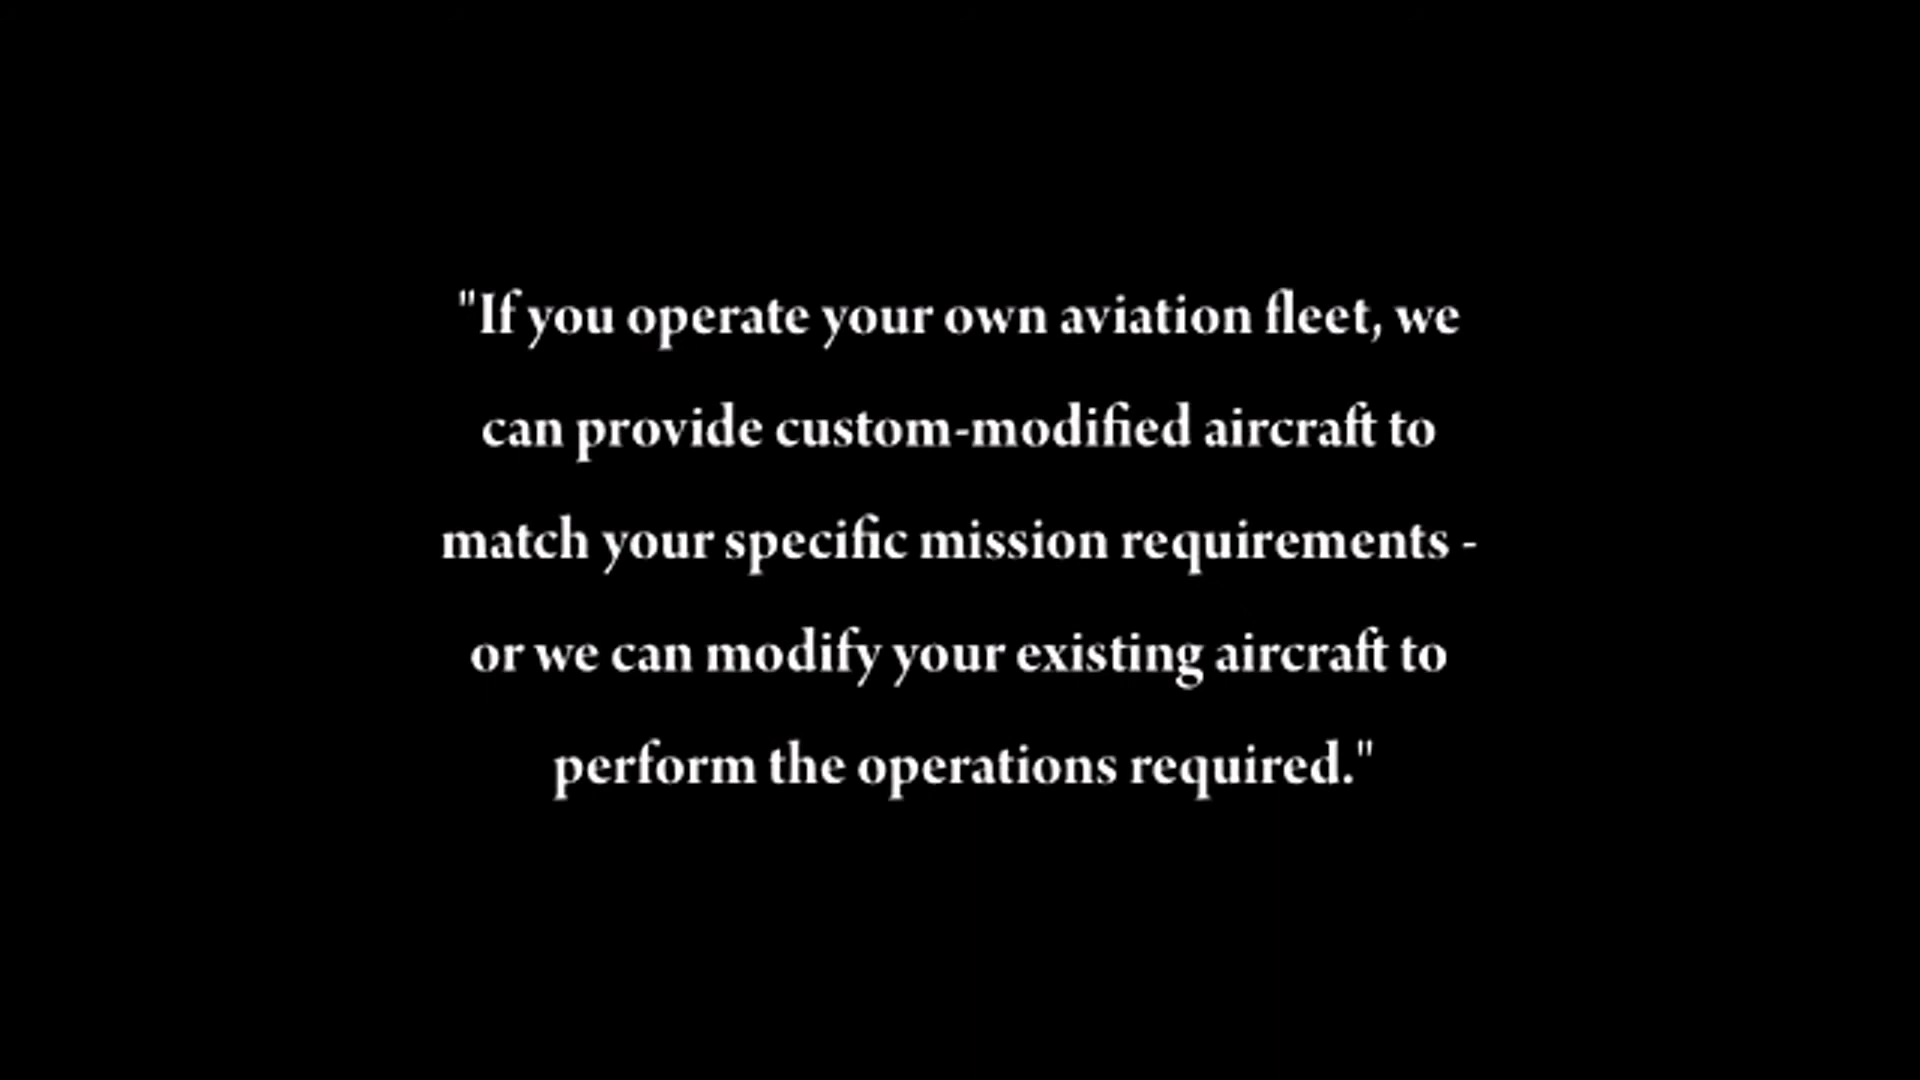 "If you operate your own aviation fleet, we
can provide custom-modified aircraft to
match your specific mission requirements -
or we can modify your existing aircraft to
perform the operations required."